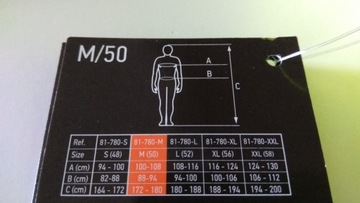 M/50
A
B
C
Ref. 81-780-S 81-780-M 81-780-L 81-780-XL 81-780-XXL
Size S (48) M (50) L (52) XL (56) XXL (58)
A (cm) 94 - 100 100-108 108-116 116 - 124 124 - 130
B (cm) 82-88 88-94 94-100 100 - 106 106 - 112
C (cm) 164 - 172 172 - 180 180 - 188 188 - 194 194 - 200